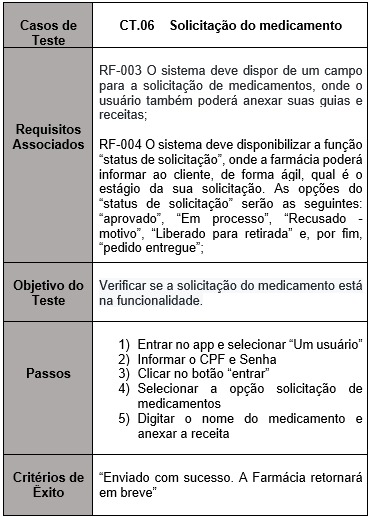 Casos de
Teste
CT.06 Solicitação do medicamento
Requisitos
Associados
RF-003 O sistema deve dispor de um campo
para a solicitação de medicamentos, onde o
usuário também poderá anexar suas guias e
receitas;
RF-004 O sistema deve disponibilizar a função
“status de solicitação”, onde a farmácia poderá
informar ao cliente, de forma ágil, qual é o
estágio da sua solicitação. As opções do
“status de solicitação” serão as seguintes:
“aprovado”, “Em processo”, “Recusado -
motivo”, “Liberado para retirada” e, por fim,
“pedido entregue”;
Objetivo do
Teste
Verificar se a solicitação do medicamento está
na funcionalidade.
Passos
1) Entrar no app e selecionar “Um usuário”
2) Informar o CPF e Senha
3) Clicar no botão “entrar”
4) Selecionar a opção solicitação de
medicamentos
5) Digitar o nome do medicamento e
anexar a receita
Critérios de
Êxito
“Enviado com sucesso. A Farmácia retornará
em breve”